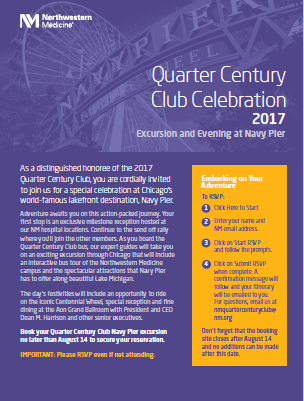 Northwestern
Medicine®
NAVY PIER
Quarter Century
Club Celebration
2017
Excursion and Evening at Navy Pier
As a distinguished honoree of the 2017
Quarter Century Club, you are cordially invited
to join us for a special celebration at Chicago's
world-famous lakefront destination, Navy Pier.
Adventure awaits you on this action-packed journey. Your
first stop is an exclusive milestone reception hosted at
our NM hospital locations. Continue to the send off rally
where you'll join the other members. As you board the
Quarter Century Club bus, our expert guides will take you
on an exciting excursion through Chicago that will include
an interactive bus tour of the Northwestern Medicine
campus and the spectacular attractions that Navy Pier
has to offer along beautiful Lake Michigan.
The day's festivities will include an opportunity to ride
on the iconic Centennial Wheel, special reception and fine
dining at the Aon Grand Ballroom with President and CEO
Dean M. Harrison and other senior executives.
Book your Quarter Century Club Navy Pier excursion
no later than August 14 to secure your reservation.
IMPORTANT: Please RSVP even if not attending.
Embarking on Your
Adventure
To RSVP:
1 Click Here to Start
2 Enter your name and
NM email address.
3 Click on Start RSVP
and follow the prompts.
4 Click on Submit RSVP
when complete. A
confirmation message will
follow and your itinerary
will be emailed to you.
For questions, email us at
nmquartercenturyclub@
nm.org
Don't forget that the booking
site closes after August 14
and no additions can be made
after this date.